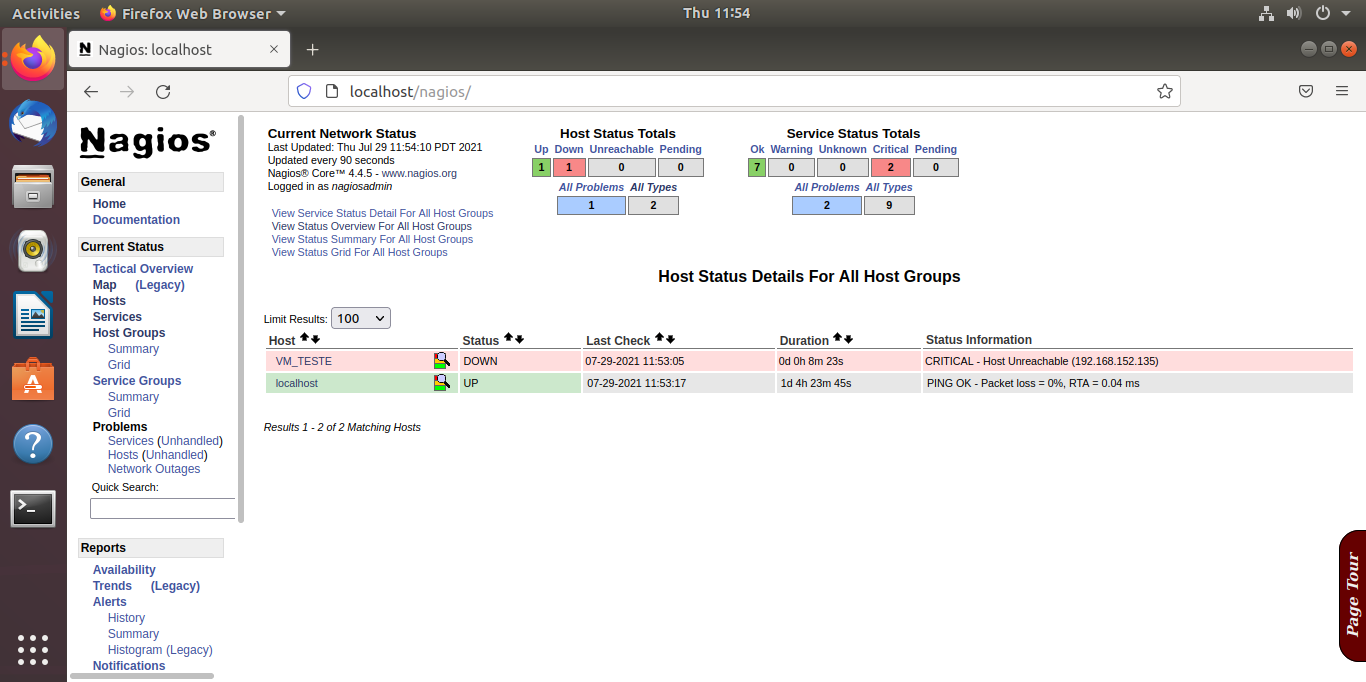 Activities Firefox Web Browser Thu 11:54
Nagios: localhost
localhost/nagios/
Nagios®
General
Home
Documentation
Current Status
Tactical Overview
Map (Legacy)
Hosts
Services
Host Groups
Summary
Grid
Service Groups
Summary
Grid
Problems
Services (Unhandled)
Hosts (Unhandled)
Network Outages
Quick Search:
Reports
Availability
Trends (Legacy)
Alerts
History
Summary
Histogram (Legacy)
Notifications
Current Network Status
Last Updated: Thu Jul 29 11:54:10 PDT 2021
Updated every 90 seconds
Nagios® Core™ 4.4.5 - www.nagios.org
Logged in as nagiosadmin
View Service Status Detail For All Host Groups
View Status Overview For All Host Groups
View Status Summary For All Host Groups
View Status Grid For All Host Groups
Host Status Totals
Up Down Unreachable Pending
1 1 0 0
All Problems All Types
1 2
Service Status Totals
Ok Warning Unknown Critical Pending
7 0 0 2 0
All Problems All Types
2 9
Host Status Details For All Host Groups
Limit Results: 100
Host Status Last Check Duration Status Information
VM_TESTE DOWN 07-29-2021 11:53:05 0d 0h 8m 23s CRITICAL - Host Unreachable (192.168.152.135)
localhost UP 07-29-2021 11:53:17 1d 4h 23m 45s PING OK - Packet loss = 0%, RTA = 0.04 ms
Results 1 - 2 of 2 Matching Hosts
Page Tour